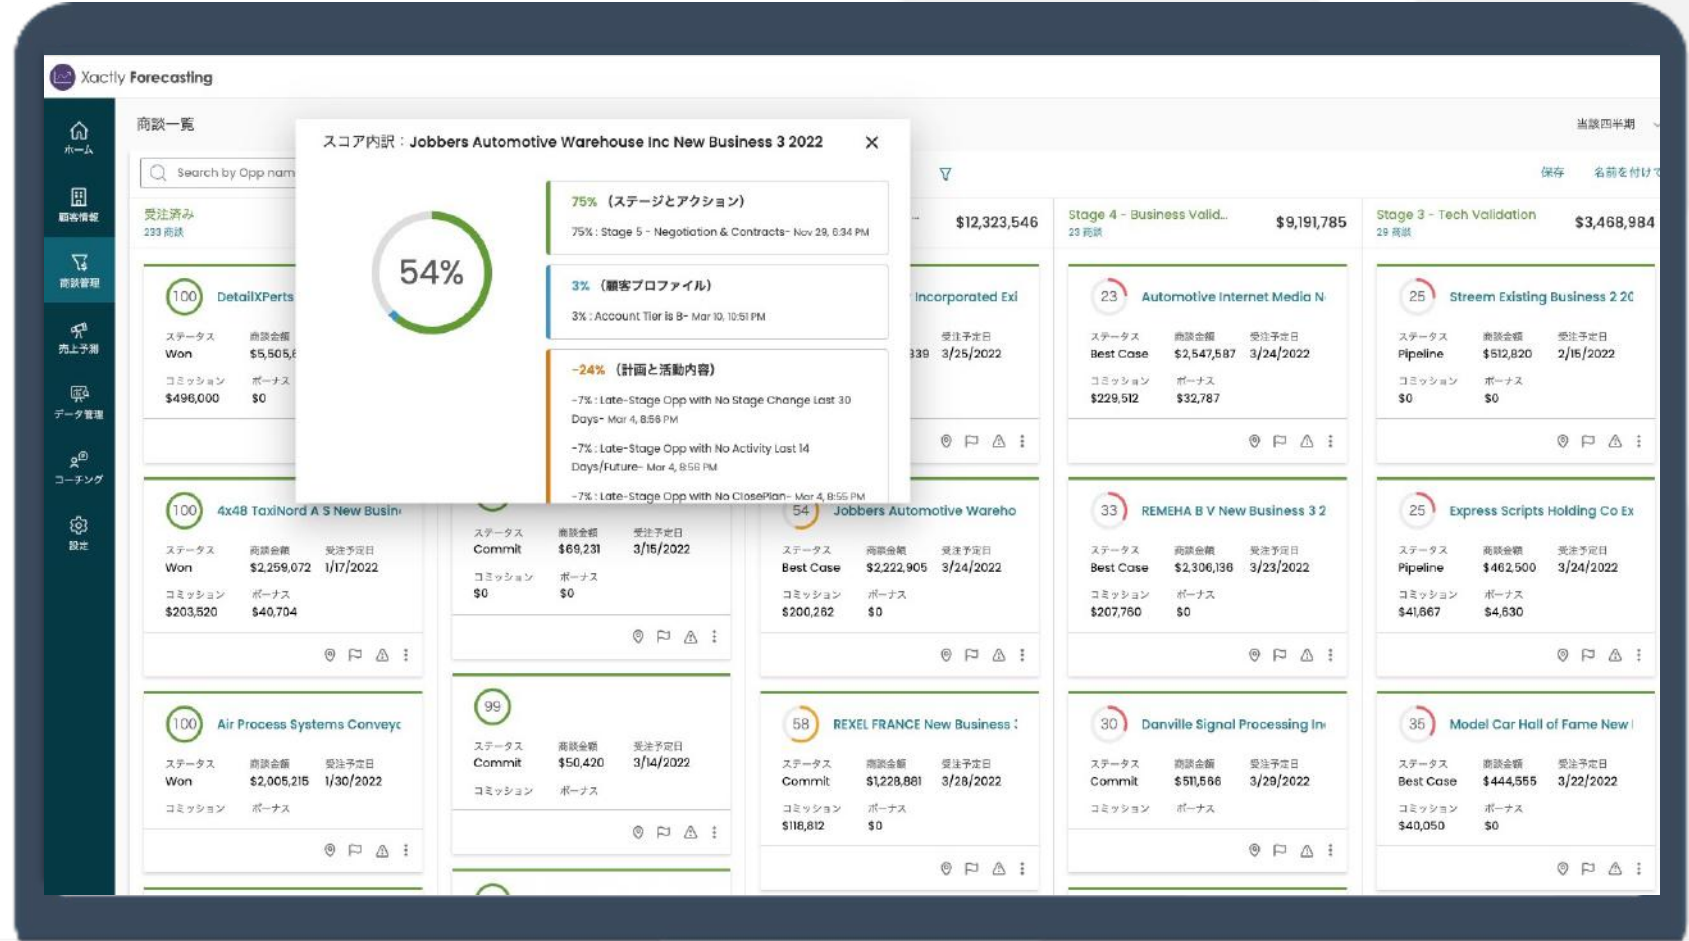 Xactly Forecasting
ホーム
顧客情報
商談管理
売上予測
データ管理
コーチング
設定
商談一覧
当該四半期
Search by Opp nam
保存
名前を付けて
スコア内訳：Jobbers Automotive Warehouse Inc New Business 3 2022
54%
75% （ステージとアクション）
75% : Stage 5 - Negotiation & Contracts- Nov 29, 6:34 PM
3% （顧客プロファイル）
3% : Account Tier is B- Mar 10, 10:51 PM
-24% （計画と活動内容）
-7% : Late-Stage Opp with No Stage Change Last 30
Days- Mar 4, 8:56 PM
-7% : Late-Stage Opp with No Activity Last 14
Days/Future- Mar 4, 8:56 PM
-7% : Late-Stage Opp with No ClosePlan- Mar 4, 8:55 PM
受注済み
233 商談
100 DetailXPerts
ステータス 商談金額
Won $5,505,6
コミッション ボーナス
$496,000 $0
100 4x48 TaxiNord A S New Busin
ステータス 商談金額 受注予定日
Won $2,259,072 1/17/2022
コミッション ボーナス
$203,520 $40,704
100 Air Process Systems Conveyo
ステータス 商談金額 受注予定日
Won $2,005,215 1/30/2022
コミッション ボーナス
ステータス 商談金額 受注予定日
Commit $69,231 3/15/2022
コミッション ボーナス
$0 $0
99
ステータス 商談金額 受注予定日
Commit $50,420 3/14/2022
コミッション ボーナス
... $12,323,546
Incorporated Exi
受注予定日
339 3/25/2022
54 Jobbers Automotive Wareho
ステータス 商談金額 受注予定日
Best Case $2,222,905 3/24/2022
コミッション ボーナス
$200,262 $0
58 REXEL FRANCE New Business :
ステータス 商談金額 受注予定日
Commit $1,228,881 3/28/2022
コミッション ボーナス
$118,812 $0
Stage 4 - Business Valid... $9,191,785
23 商談
23 Automotive Internet Media N
ステータス 商談金額 受注予定日
Best Case $2,547,587 3/24/2022
コミッション ボーナス
$229,512 $32,787
33 REMEHA B V New Business 3 2
ステータス 商談金額 受注予定日
Best Case $2,306,136 3/23/2022
コミッション ボーナス
$207,760 $0
30 Danville Signal Processing In
ステータス 商談金額 受注予定日
Commit $511,566 3/29/2022
コミッション ボーナス
Stage 3 - Tech Validation $3,468,984
29 商談
25 Streem Existing Business 2 20
ステータス 商談金額 受注予定日
Pipeline $512,820 2/15/2022
コミッション ボーナス
$0 $0
25 Express Scripts Holding Co Ex
ステータス 商談金額 受注予定日
Pipeline $462,500 3/24/2022
コミッション ボーナス
$41,667 $4,630
35 Model Car Hall of Fame New
ステータス 商談金額 受注予定日
Best Case $444,555 3/22/2022
コミッション ボーナス
$40,050 $0